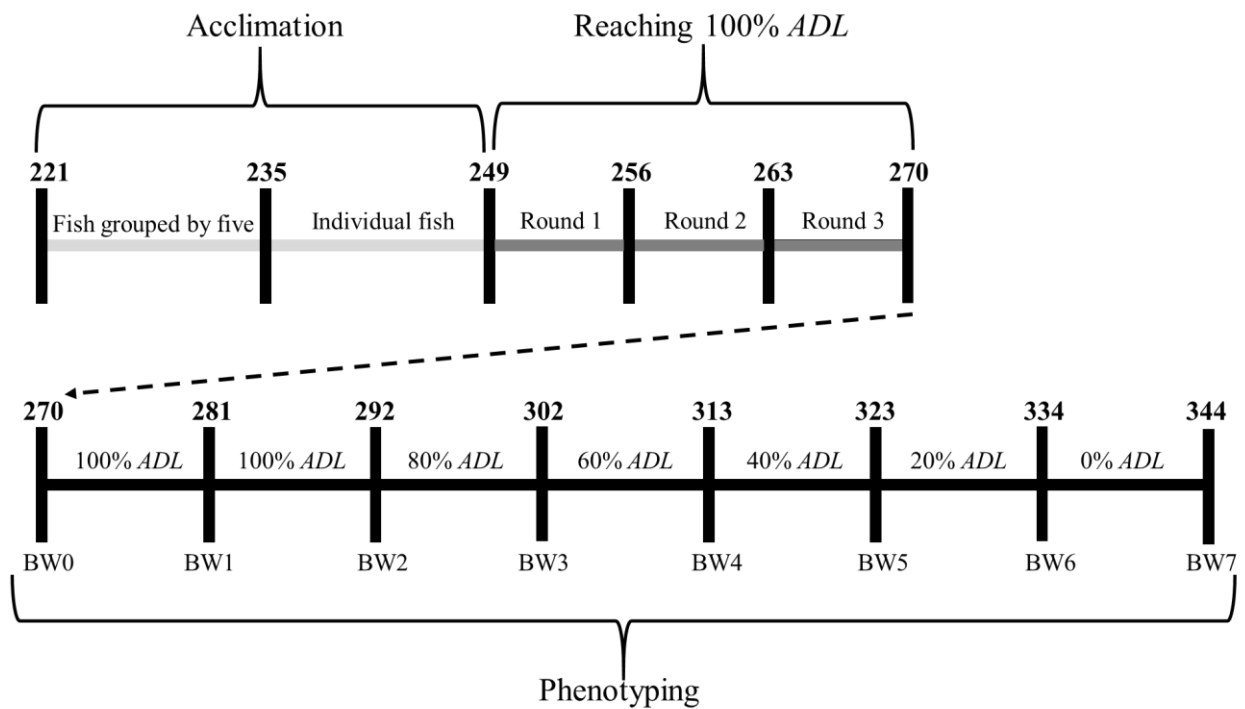 Acclimation Reaching 100% ADL
221 235 249 256 263 270
Fish grouped by five Individual fish Round 1 Round 2 Round 3
270 281 292 302 313 323 334 344
100% ADL 100% ADL 80% ADL 60% ADL 40% ADL 20% ADL 0% ADL
BW0 BW1 BW2 BW3 BW4 BW5 BW6 BW7
Phenotyping